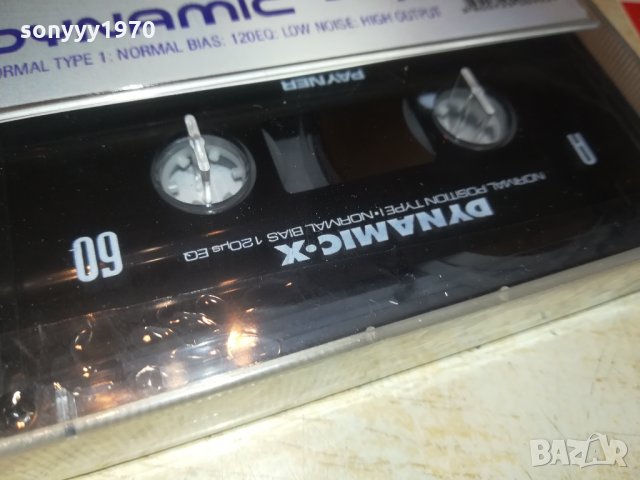 sonyyy1970
DYNAMIC
NORMAL TYPE 1: NORMAL BIAS: 120EQ: LOW NOISE: HIGH OUTPUT
PAYNER
DYNAMIC·X
NORMAL POSITION TYPE I · NORMAL BIAS 120µs EQ
60
BAZAR